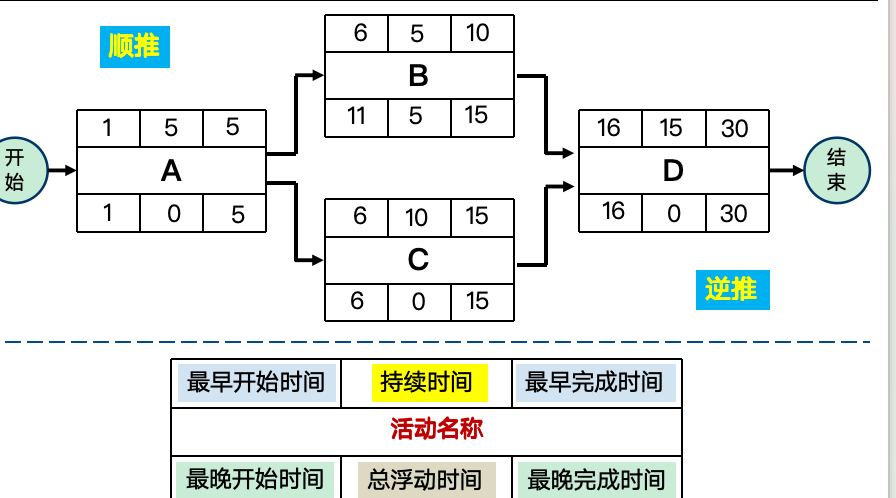 顺推
6 5 10
B
11 5 15
开始
1 5 5
A
1 0 5
16 15 30
D
16 0 30
结束
6 10 15
C
6 0 15
逆推
最早开始时间 持续时间 最早完成时间
活动名称
最晚开始时间 总浮动时间 最晚完成时间